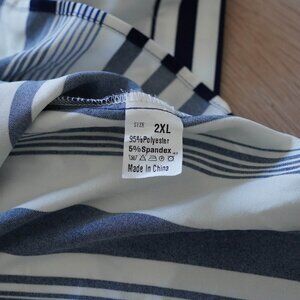 SIZE 2XL
95%Polyester
5%Spandex
Made in China